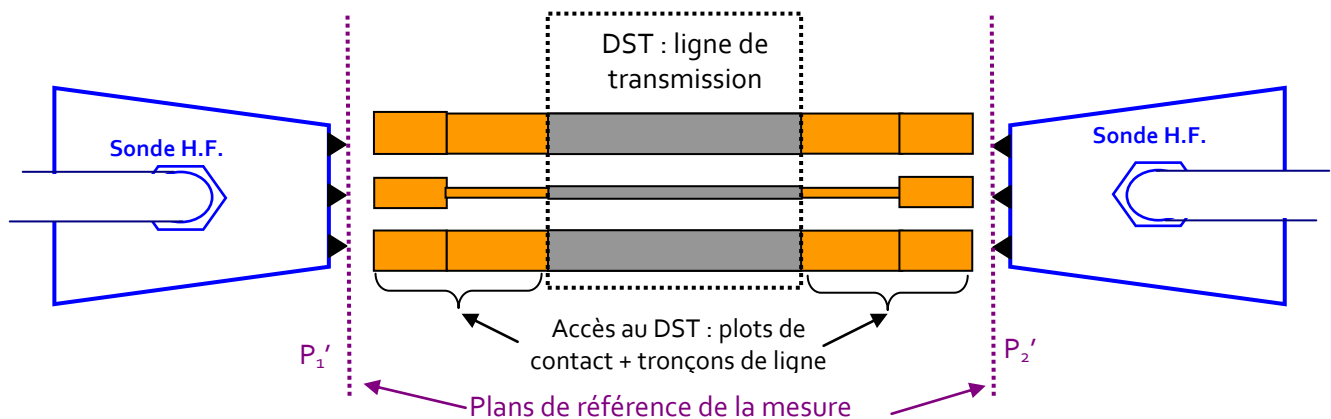 DST : ligne de
transmission
Sonde H.F.
Sonde H.F.
Accès au DST : plots de
contact + tronçons de ligne
P₁’
P₂’
Plans de référence de la mesure